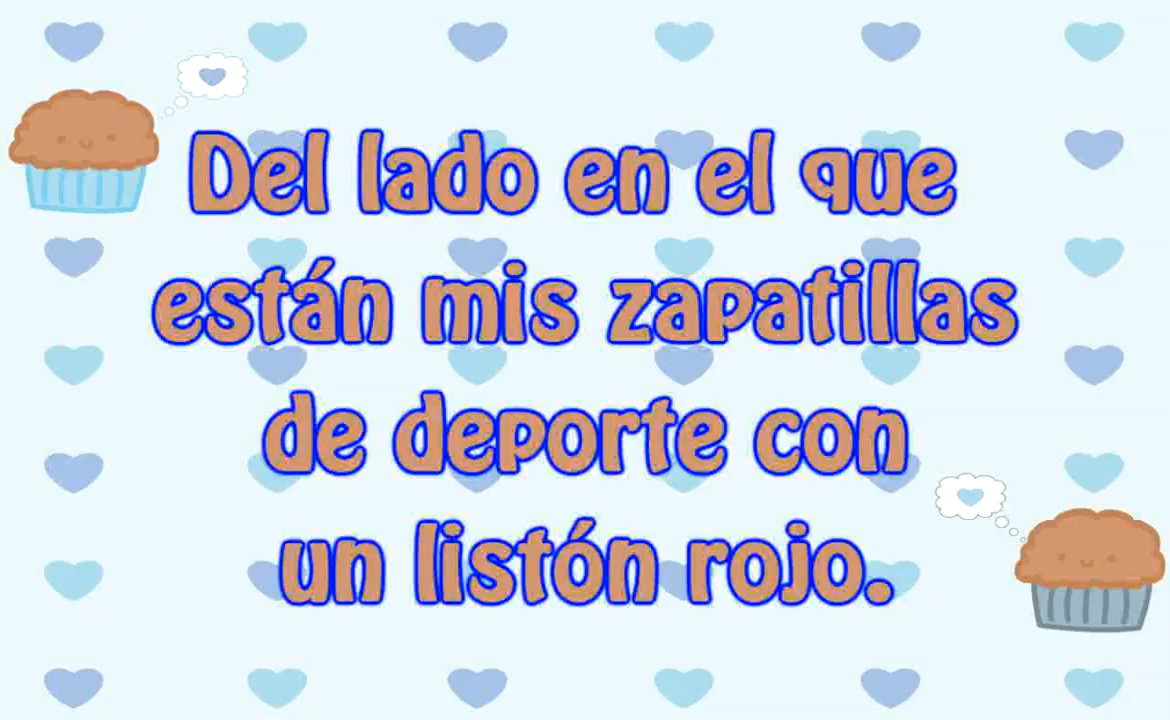 Del lado en el que
están mis zapatillas
de deporte con
un listón rojo.